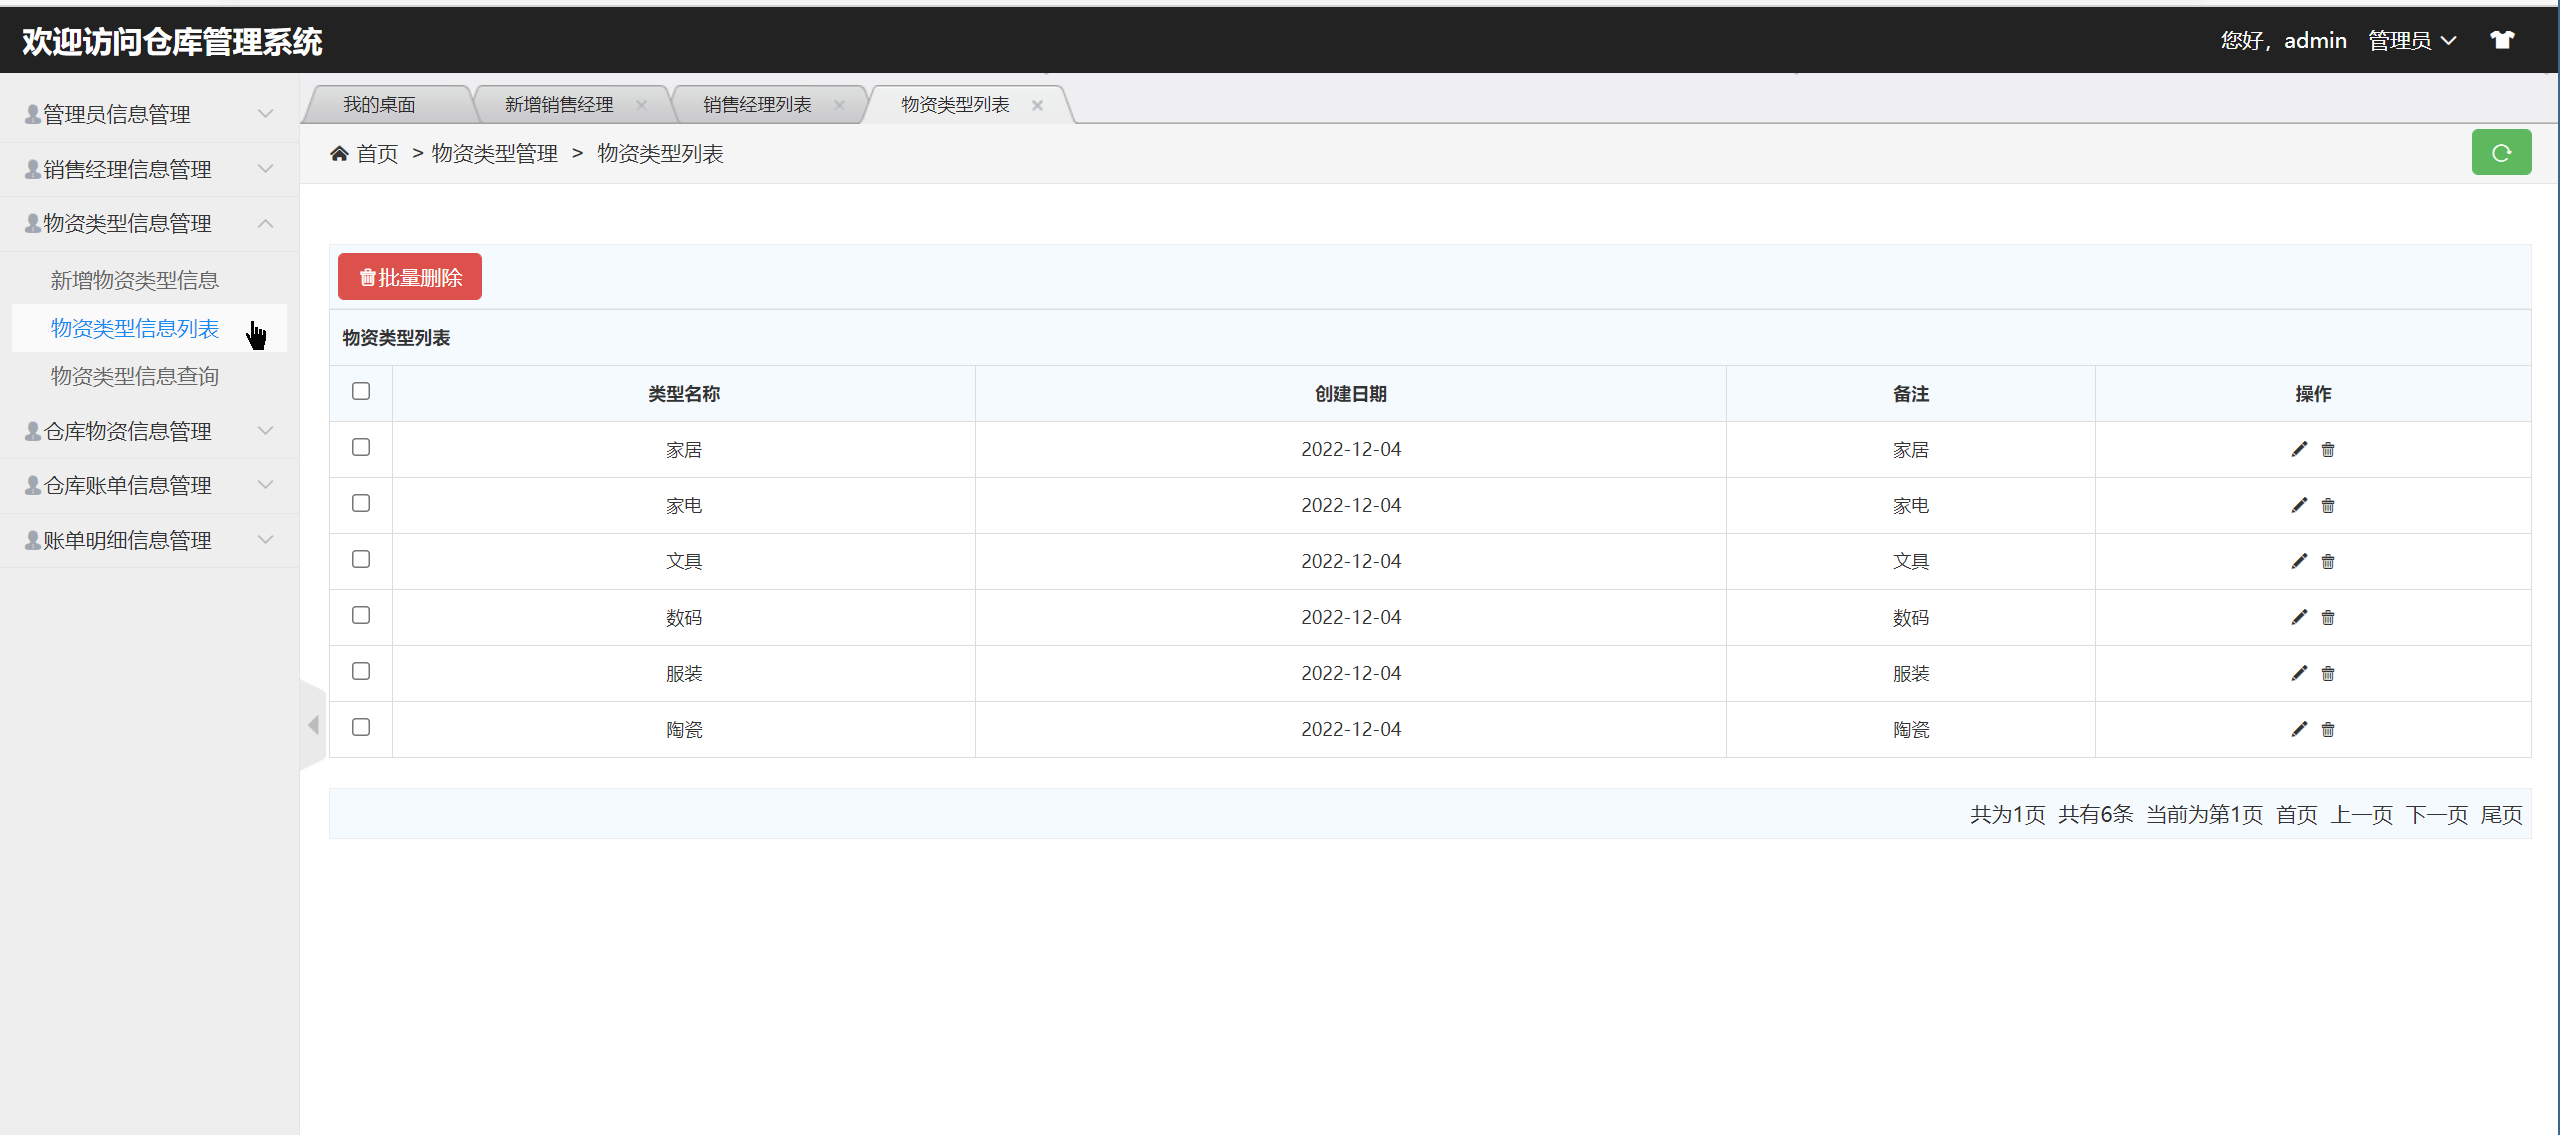 欢迎访问仓库管理系统
您好，admin 管理员
管理员信息管理
销售经理信息管理
物资类型信息管理
新增物资类型信息
物资类型信息列表
物资类型信息查询
仓库物资信息管理
仓库账单信息管理
账单明细信息管理
我的桌面 新增销售经理 销售经理列表 物资类型列表
首页 > 物资类型管理 > 物资类型列表
批量删除
物资类型列表
类型名称 创建日期 备注 操作
家居 2022-12-04 家居
家电 2022-12-04 家电
文具 2022-12-04 文具
数码 2022-12-04 数码
服装 2022-12-04 服装
陶瓷 2022-12-04 陶瓷
共为1页 共有6条 当前为第1页 首页 上一页 下一页 尾页